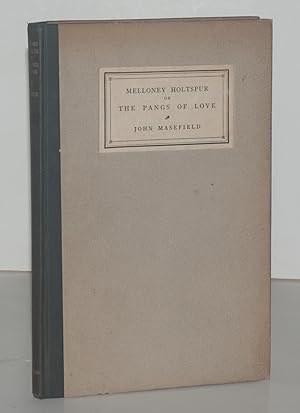 MELLONEY HOLTSPUR
OR
THE PANGS OF LOVE
JOHN MASEFIELD